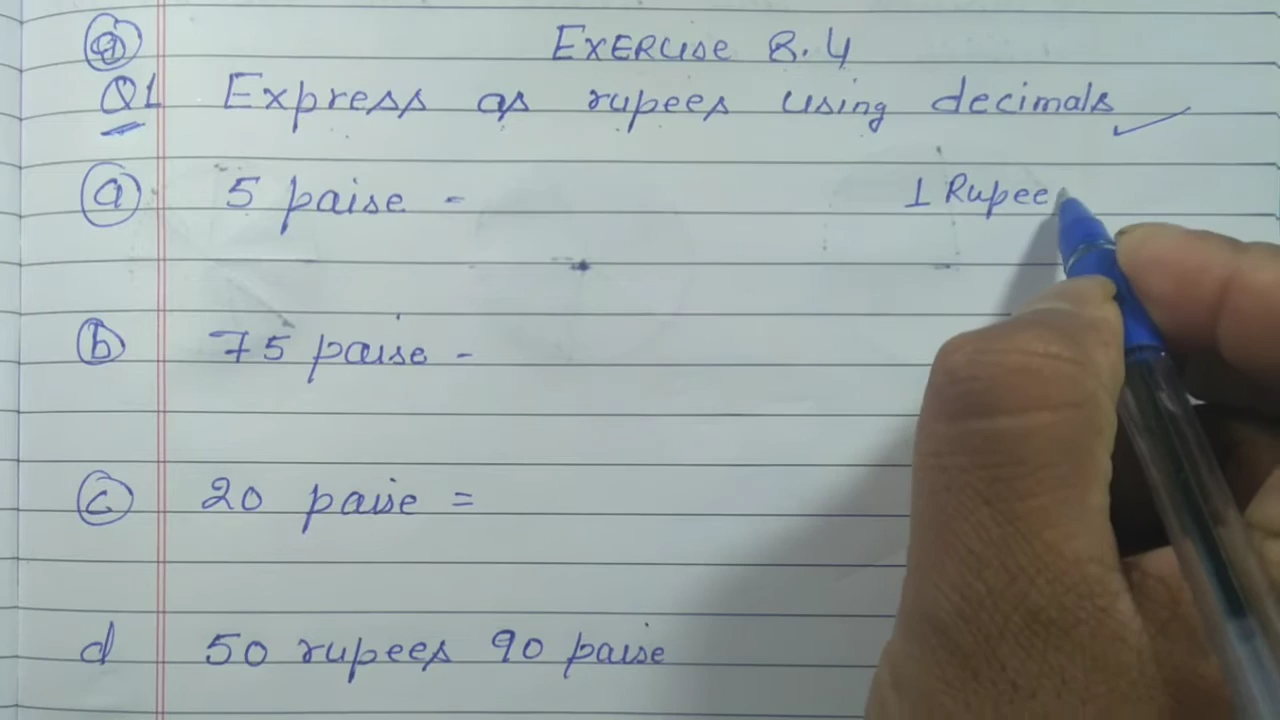 Exercise 8.4
Q1 Express as rupees using decimals
(a) 5 paise -
1 Rupee
(b) 75 paise -
(c) 20 paise =
d 50 rupees 90 paise